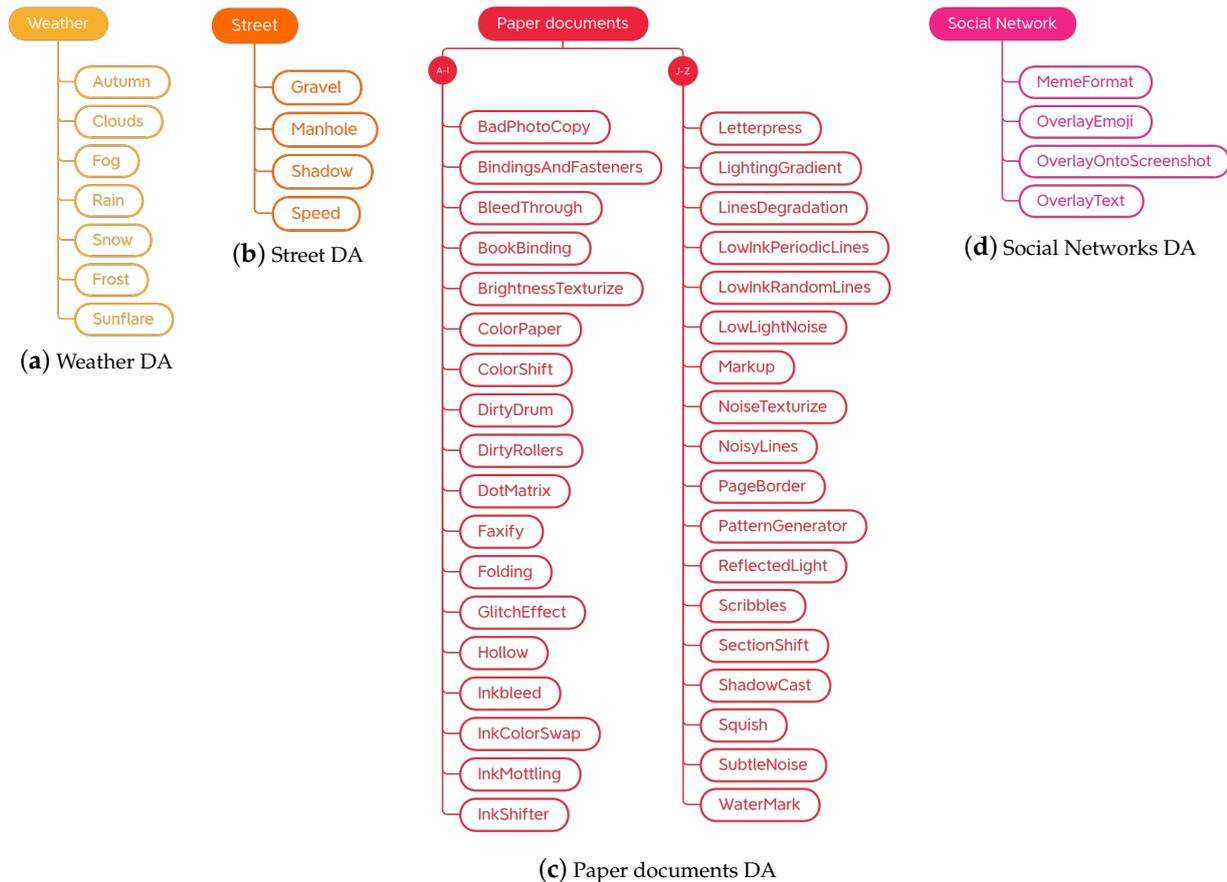 Weather
Autumn
Clouds
Fog
Rain
Snow
Frost
Sunflare
(a) Weather DA
Street
Gravel
Manhole
Shadow
Speed
(b) Street DA
Paper documents
A-I
BadPhotoCopy
BindingsAndFasteners
BleedThrough
BookBinding
BrightnessTexturize
ColorPaper
ColorShift
DirtyDrum
DirtyRollers
DotMatrix
Faxify
Folding
GlitchEffect
Hollow
Inkbleed
InkColorSwap
InkMottling
InkShifter
J-Z
Letterpress
LightingGradient
LinesDegradation
LowInkPeriodicLines
LowInkRandomLines
LowLightNoise
Markup
NoiseTexturize
NoisyLines
PageBorder
PatternGenerator
ReflectedLight
Scribbles
SectionShift
ShadowCast
Squish
SubtleNoise
WaterMark
(c) Paper documents DA
Social Network
MemeFormat
OverlayEmoji
OverlayOntoScreenshot
OverlayText
(d) Social Networks DA